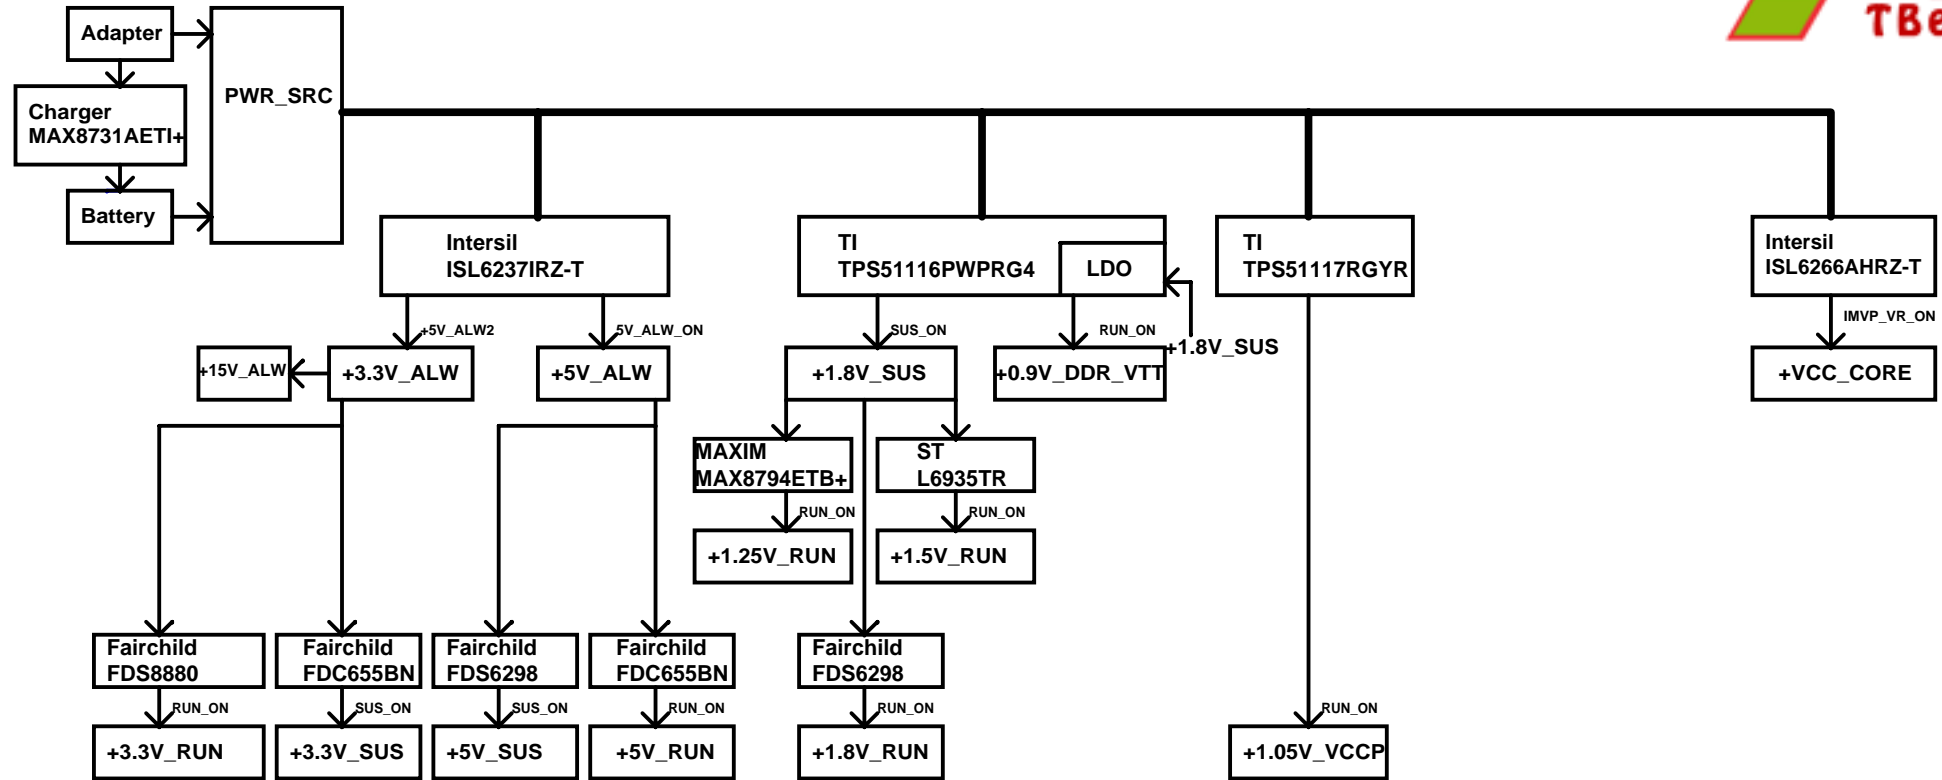 TBe
Adapter
PWR_SRC
Charger
MAX8731AETI+
Battery
Intersil
ISL6237IRZ-T
TI
TPS51116PWPRG4
LDO
TI
TPS51117RGYR
Intersil
ISL6266AHRZ-T
+5V_ALW2
5V_ALW_ON
SUS_ON
RUN_ON
+1.8V_SUS
IMVP_VR_ON
+15V_ALW
+3.3V_ALW
+5V_ALW
+1.8V_SUS
+0.9V_DDR_VTT
+VCC_CORE
MAXIM
MAX8794ETB+
ST
L6935TR
RUN_ON
RUN_ON
+1.25V_RUN
+1.5V_RUN
Fairchild
FDS8880
Fairchild
FDC655BN
Fairchild
FDS6298
Fairchild
FDC655BN
Fairchild
FDS6298
RUN_ON
SUS_ON
SUS_ON
RUN_ON
RUN_ON
RUN_ON
+3.3V_RUN
+3.3V_SUS
+5V_SUS
+5V_RUN
+1.8V_RUN
+1.05V_VCCP